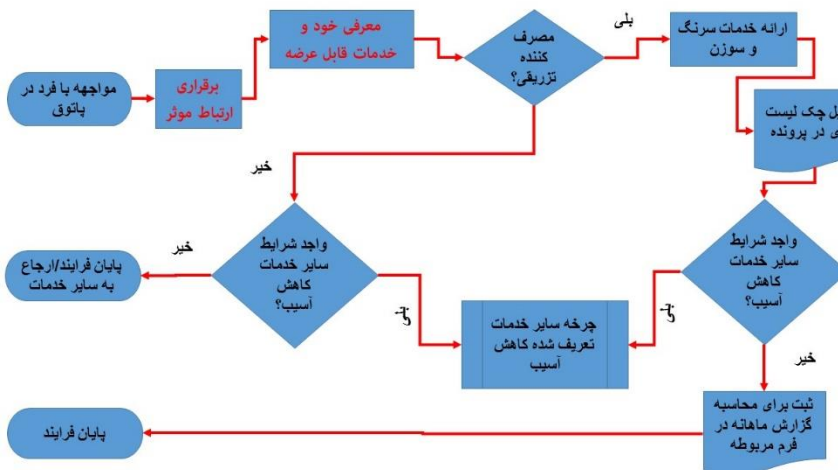 مواجهه با فرد در
پاتوق
برقراری
ارتباط موثر
معرفی خود و
خدمات قابل عرضه
مصرف
کننده
تزریقی؟
بلی
ارائه خدمات سرنگ
و سوزن
چک لیست
در پرونده
خیر
واجد شرایط
سایر خدمات
کاهش
آسیب؟
خیر
پایان فرایند/ارجاع
به سایر خدمات
بلی
چرخه سایر خدمات
تعریف شده کاهش
آسیب
بلی
واجد شرایط
سایر خدمات
کاهش
آسیب؟
خیر
ثبت برای محاسبه
گزارش ماهانه در
فرم مربوطه
پایان فرایند